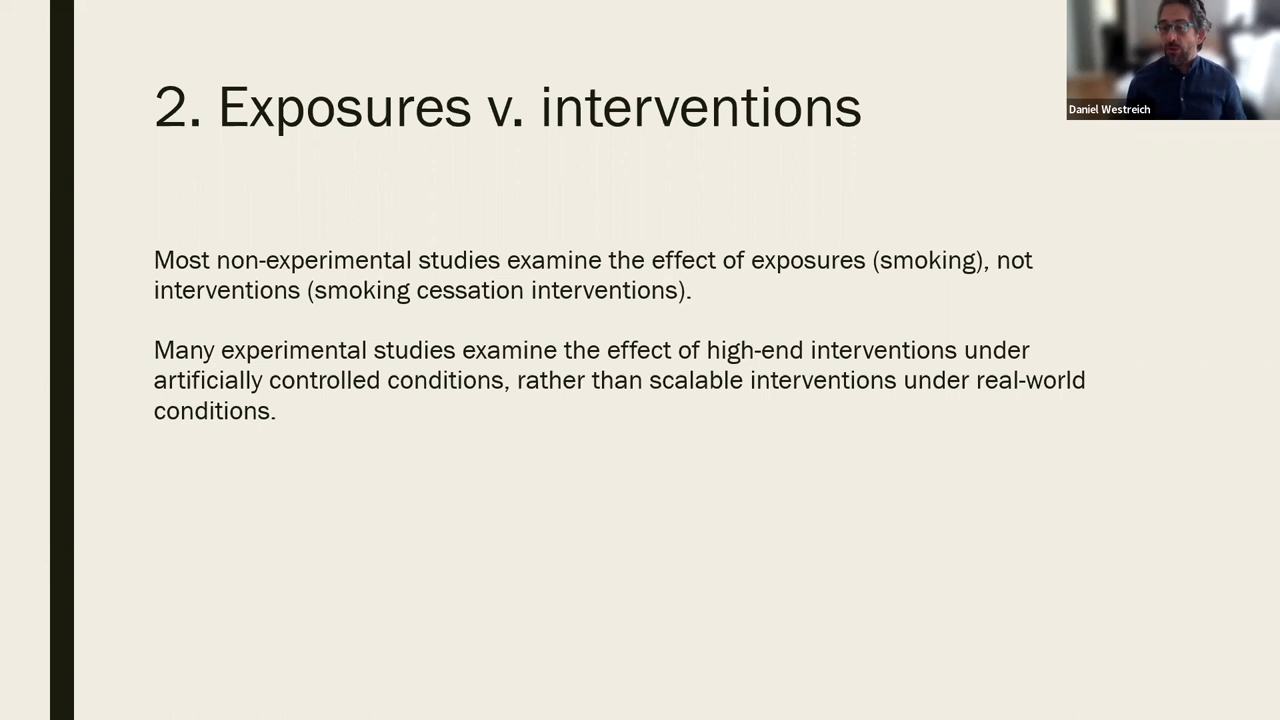 2. Exposures v. interventions
Daniel Westreich
Most non-experimental studies examine the effect of exposures (smoking), not
interventions (smoking cessation interventions).
Many experimental studies examine the effect of high-end interventions under
artificially controlled conditions, rather than scalable interventions under real-world
conditions.